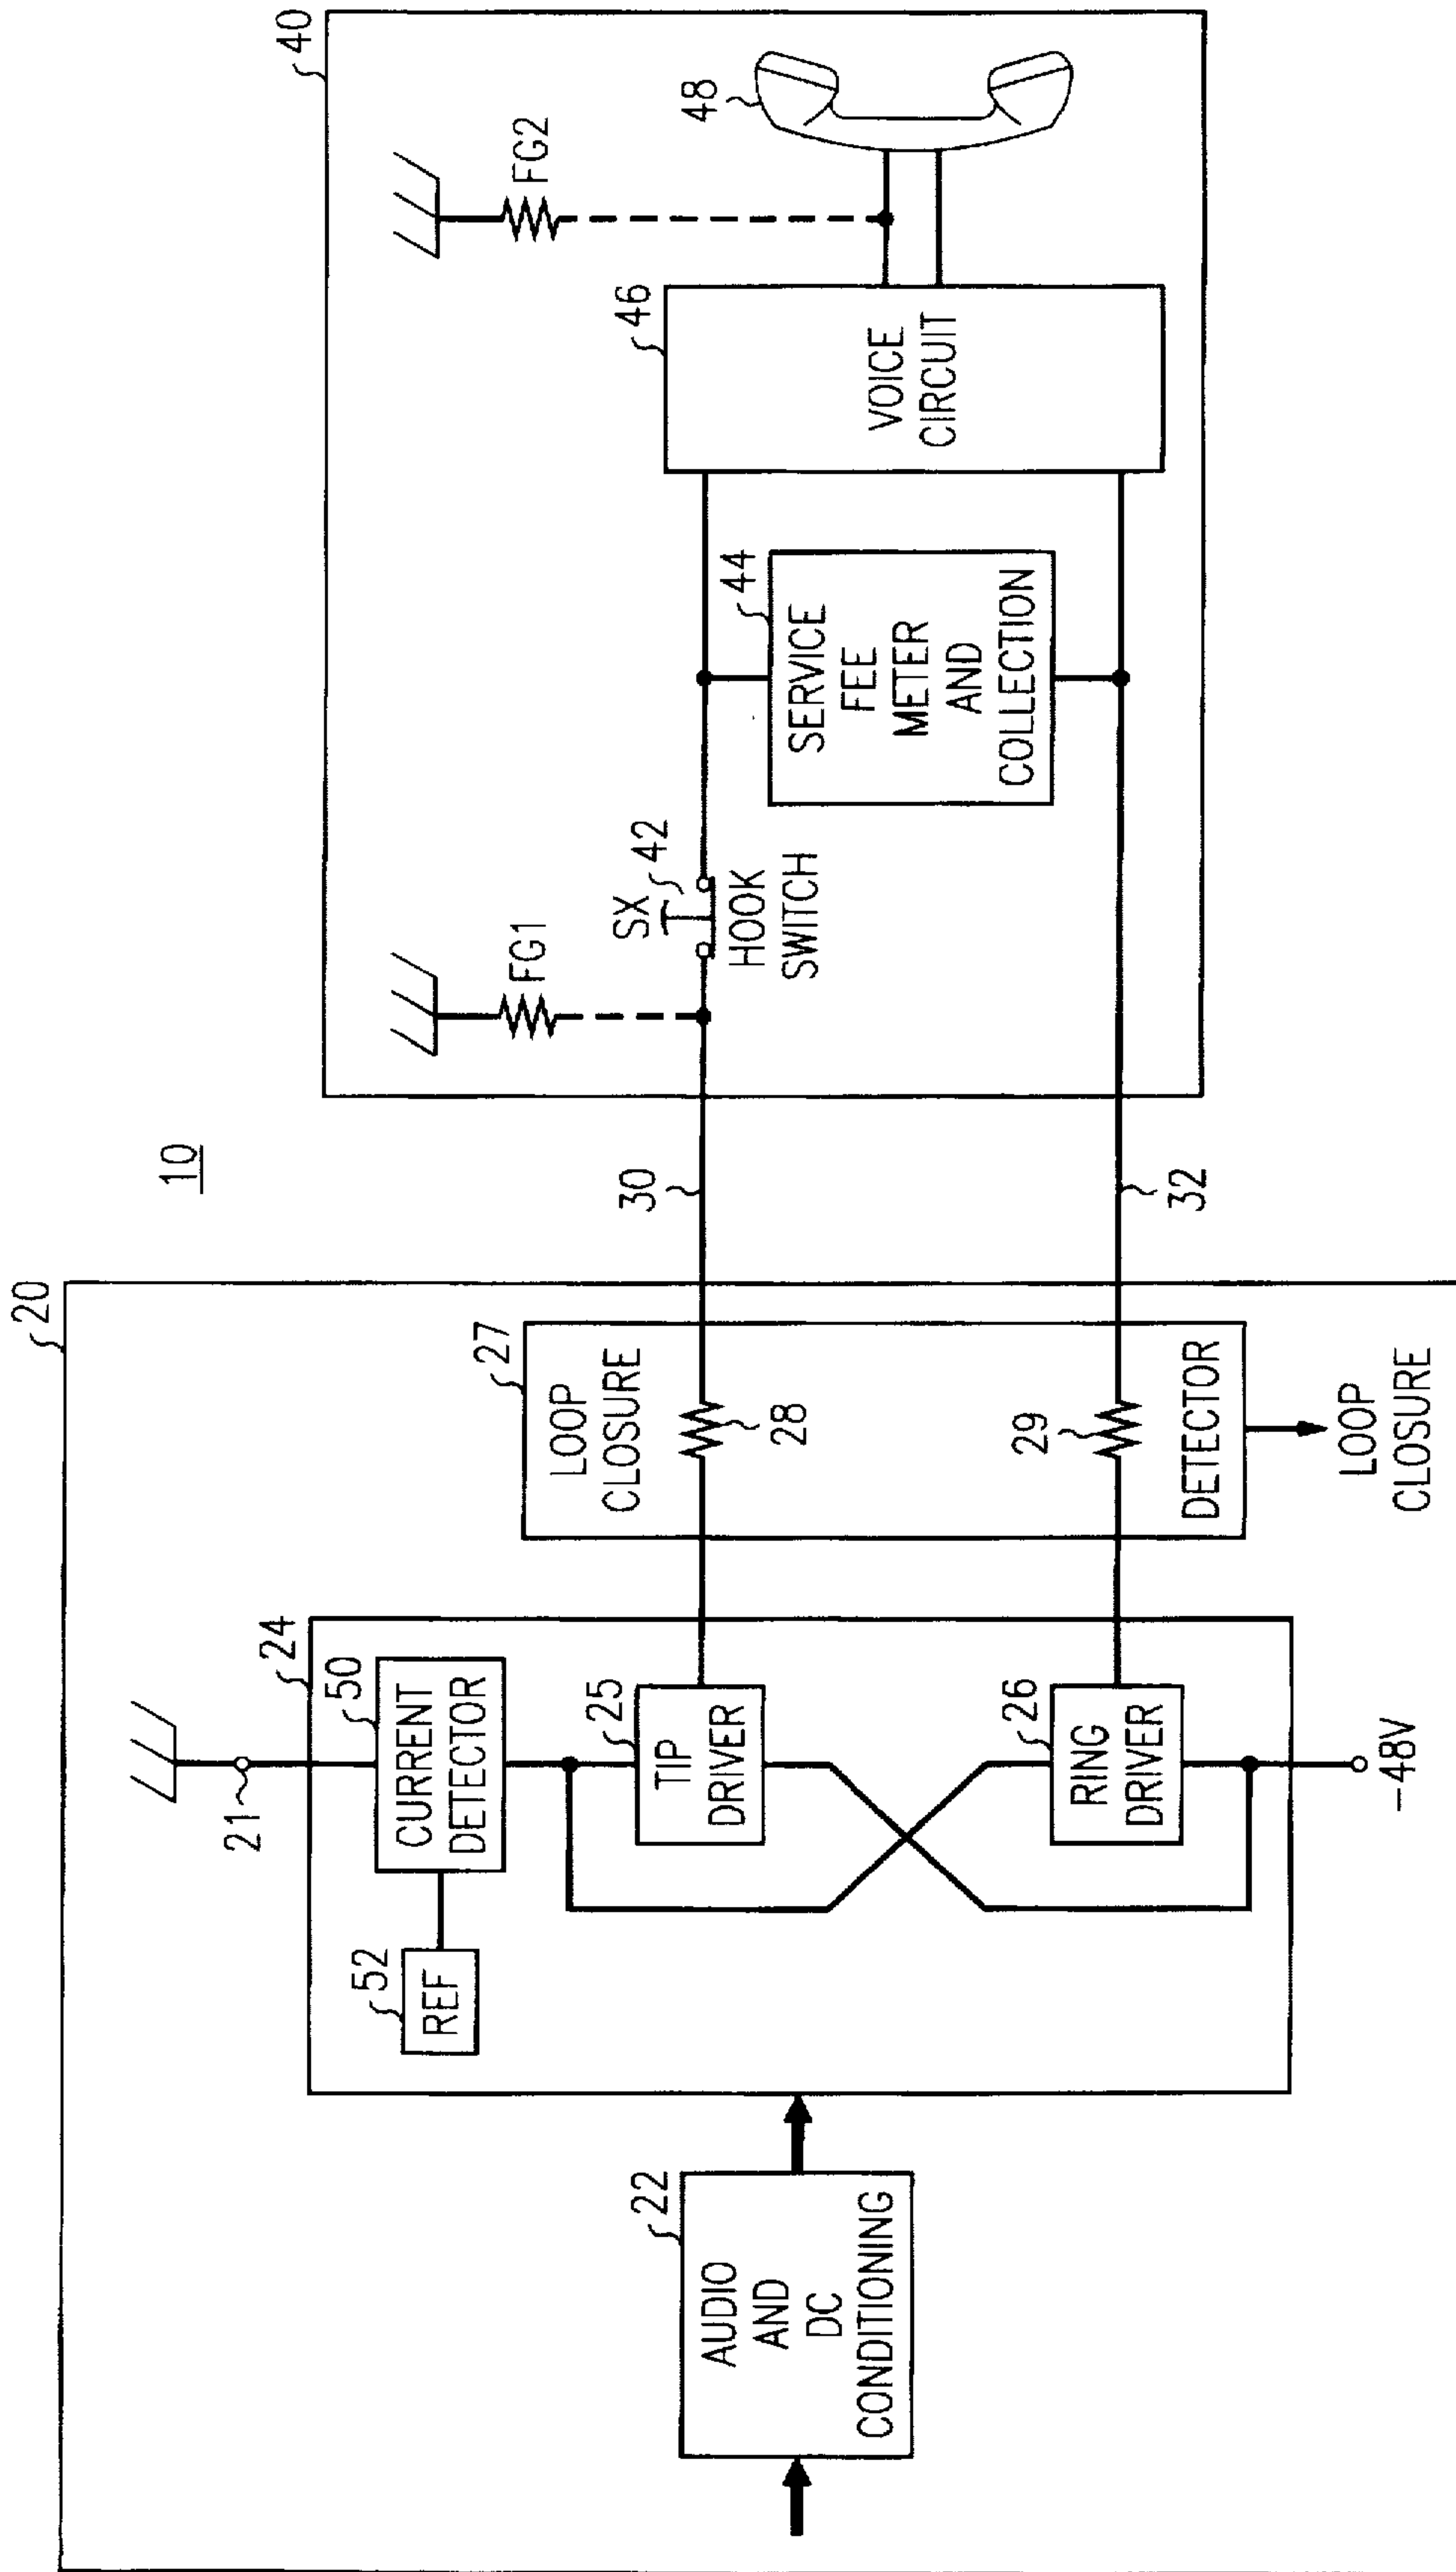 10
20
40
21
24
52
REF
50
CURRENT
DETECTOR
25
TIP
DRIVER
26
RING
DRIVER
-48V
22
AUDIO
AND
DC
CONDITIONING
27
LOOP
CLOSURE
28
29
DETECTOR
LOOP
CLOSURE
30
32
FG1
SX
42
HOOK
SWITCH
44
SERVICE
FEE
METER
AND
COLLECTION
46
VOICE
CIRCUIT
FG2
48